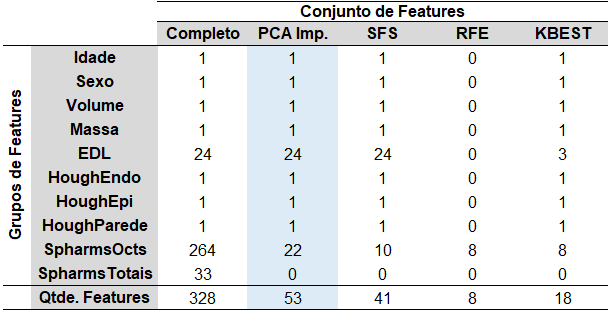 Conjunto de Features
Completo PCA Imp. SFS RFE KBEST
Grupos de Features
Idade 1 1 1 0 1
Sexo 1 1 1 0 1
Volume 1 1 1 0 1
Massa 1 1 1 0 1
EDL 24 24 24 0 3
HoughEndo 1 1 1 0 1
HoughEpi 1 1 1 0 1
HoughParede 1 1 1 0 1
SpharmsOcts 264 22 10 8 8
SpharmsTotais 33 0 0 0 0
Qtde. Features 328 53 41 8 18